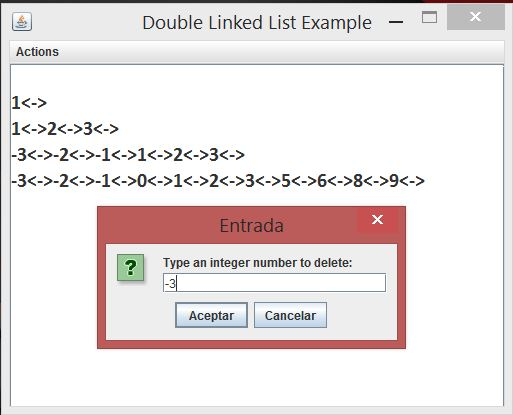 Double Linked List Example
Actions
1<->
1<->2<->3<->
-3<->-2<->-1<->1<->2<->3<->
-3<->-2<->-1<->0<->1<->2<->3<->5<->6<->8<->9<->
Entrada
?
Type an integer number to delete:
-3
Aceptar Cancelar